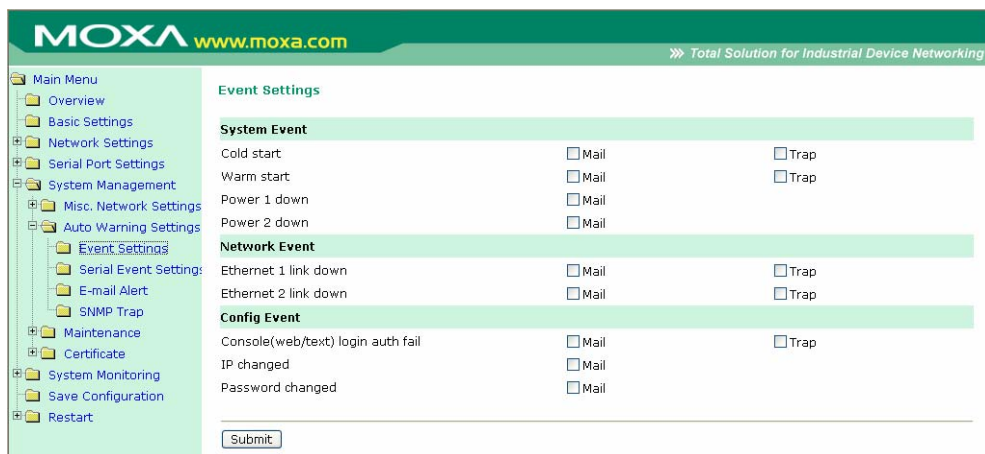 MOXA www.moxa.com
Total Solution for Industrial Device Networking
Main Menu
Overview
Basic Settings
Network Settings
Serial Port Settings
System Management
Misc. Network Settings
Auto Warning Settings
Event Settings
Serial Event Settings
E-mail Alert
SNMP Trap
Maintenance
Certificate
System Monitoring
Save Configuration
Restart
Event Settings
System Event
Cold start Mail Trap
Warm start Mail Trap
Power 1 down Mail
Power 2 down Mail
Network Event
Ethernet 1 link down Mail Trap
Ethernet 2 link down Mail Trap
Config Event
Console(web/text) login auth fail Mail Trap
IP changed Mail
Password changed Mail
Submit